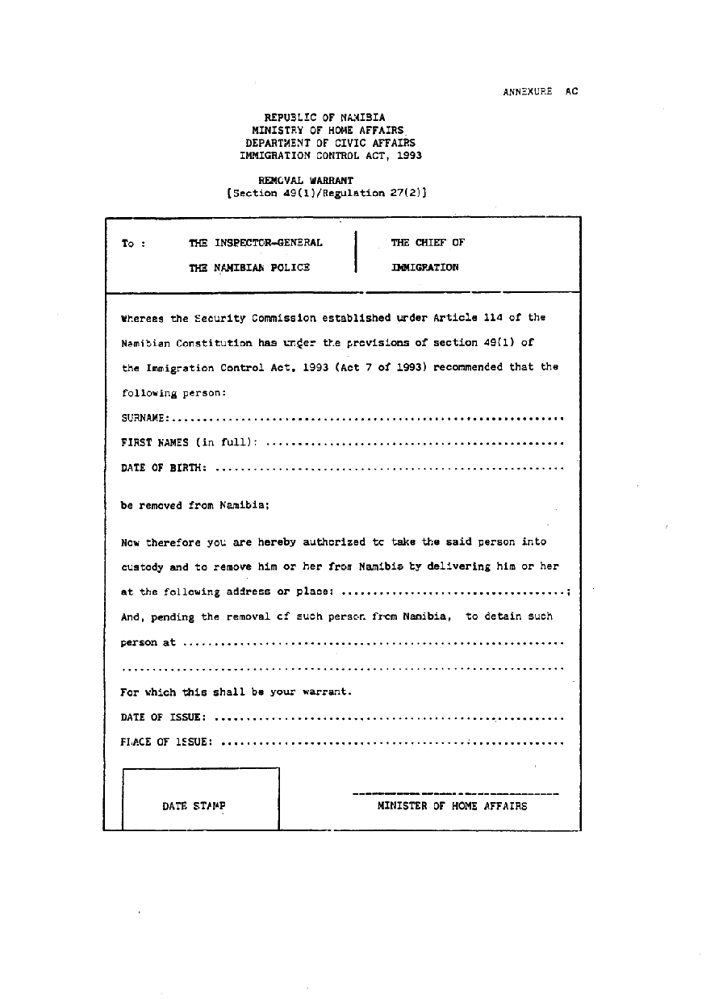 ANNEXURE AC
REPUBLIC OF NAMIBIA
MINISTRY OF HOME AFFAIRS
DEPARTMENT OF CIVIC AFFAIRS
IMMIGRATION CONTROL ACT, 1993
REMOVAL WARRANT
[Section 49(1)/Regulation 27(2)]
To : THE INSPECTOR-GENERAL THE CHIEF OF
THE NAMIBIAN POLICE IMMIGRATION
Whereas the Security Commission established under Article 114 of the
Namibian Constitution has under the provisions of section 49(1) of
the Immigration Control Act, 1993 (Act 7 of 1993) recommended that the
following person:
SURNAME:..............................................................
FIRST NAMES (in full): ...............................................
DATE OF BIRTH: .......................................................
be removed from Namibia;
Now therefore you are hereby authorized to take the said person into
custody and to remove him or her from Namibia by delivering him or her
at the following address or place: ...................................;
And, pending the removal of such person from Namibia, to detain such
person at ............................................................
......................................................................
For which this shall be your warrant.
DATE OF ISSUE: .......................................................
PLACE OF ISSUE: ......................................................
DATE STAMP MINISTER OF HOME AFFAIRS